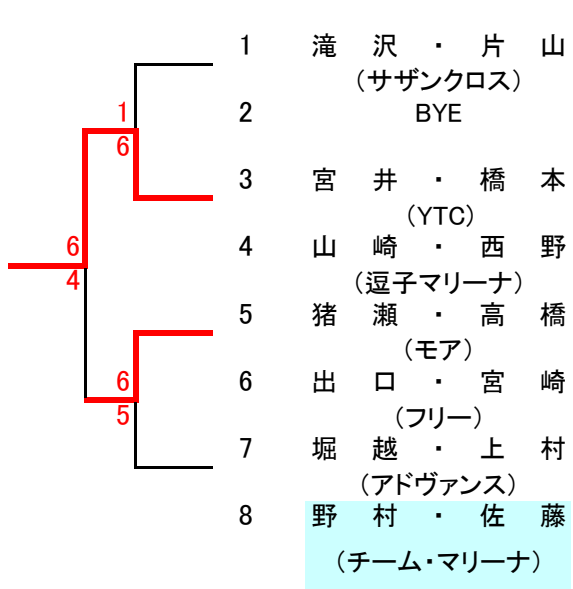 1 滝沢・片山
(サザンクロス)
2 BYE
1
6
3 宮井・橋本
(YTC)
6
4
4 山崎・西野
(逗子マリーナ)
5 猪瀬・高橋
(モア)
6
5
6 出口・宮崎
(フリー)
7 堀越・上村
(アドヴァンス)
8 野村・佐藤
(チーム・マリーナ)